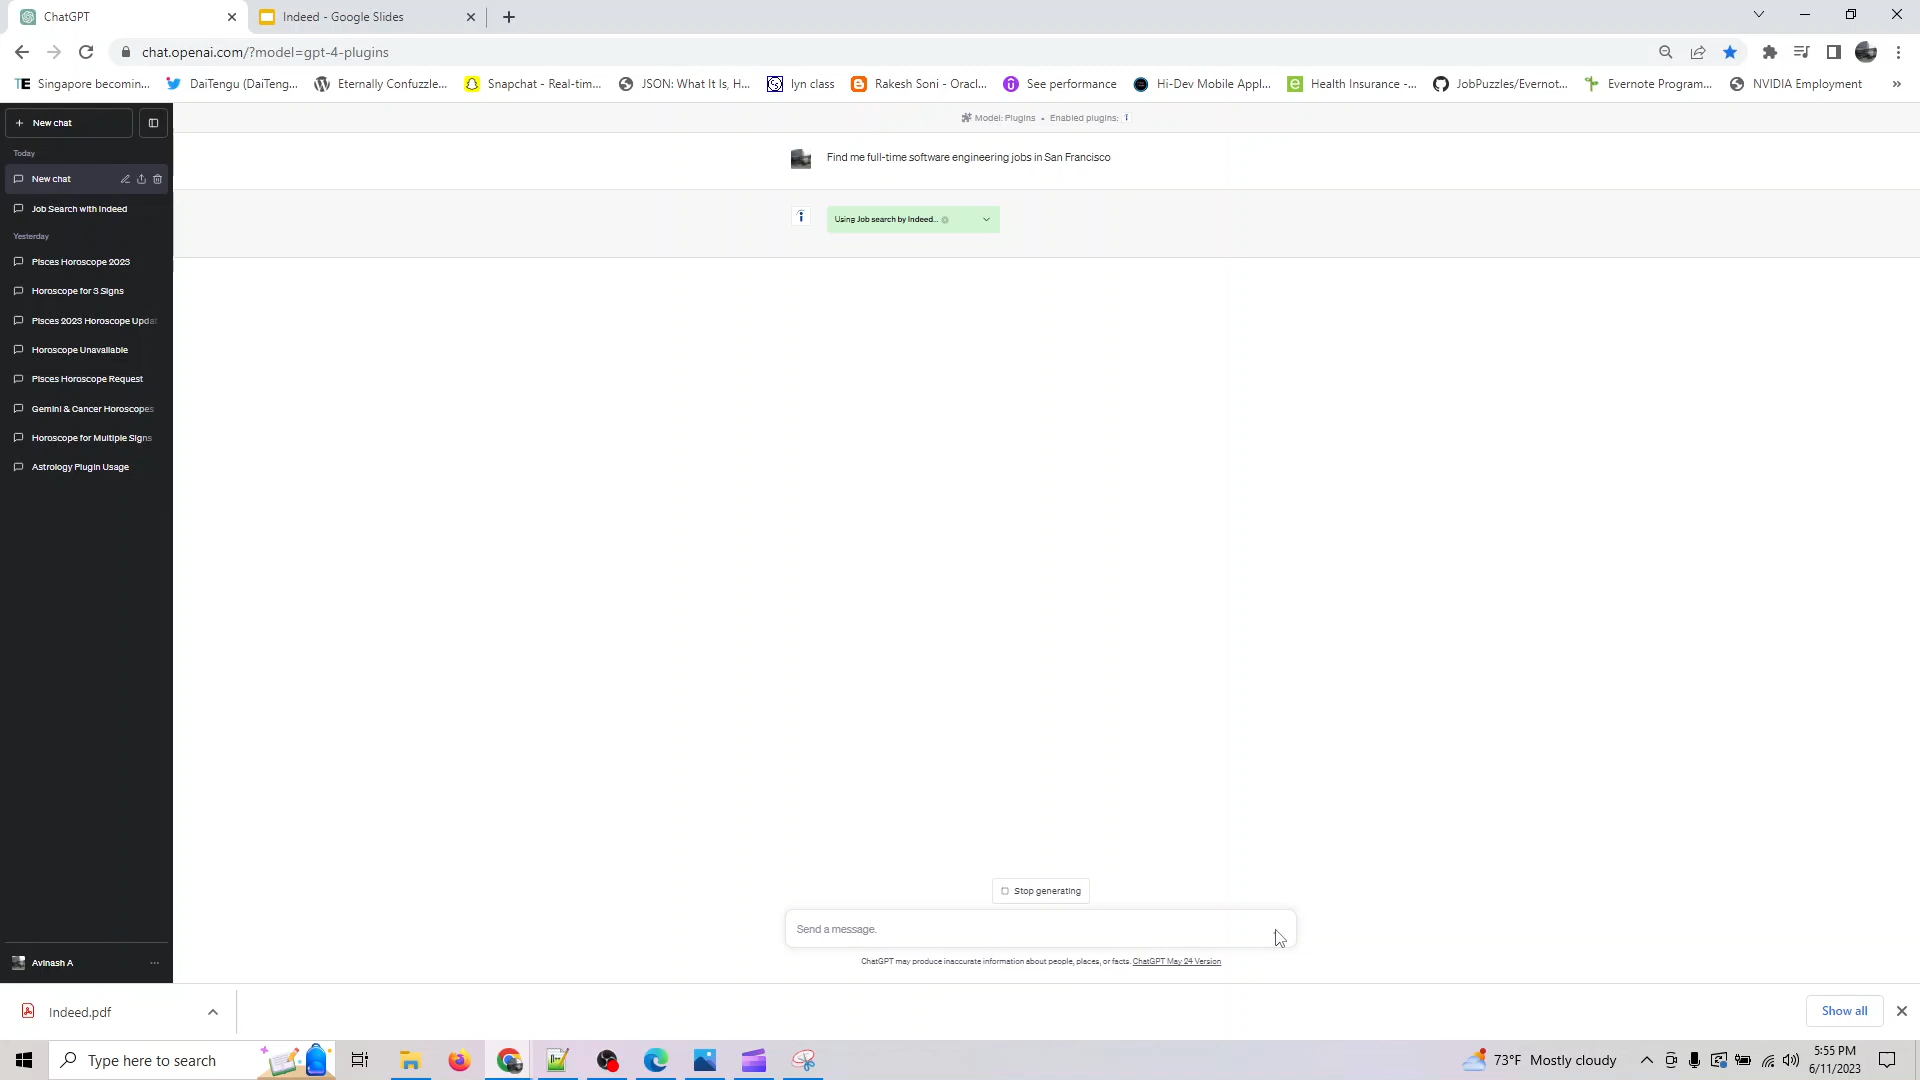 ChatGPT
Indeed - Google Slides
chat.openai.com/?model=gpt-4-plugins
TE Singapore becomin...
DaiTengu (DaiTeng...
Eternally Confuzzle...
Snapchat - Real-tim...
JSON: What It Is, H...
lyn class
Rakesh Soni - Oracl...
See performance
Hi-Dev Mobile Appl...
Health Insurance -...
JobPuzzles/Evernot...
Evernote Program...
NVIDIA Employment
+ New chat
Model: Plugins • Enabled plugins:
Today
New chat
Job Search with Indeed
Yesterday
Pisces Horoscope 2023
Horoscope for 3 Signs
Pisces 2023 Horoscope Updat
Horoscope Unavailable
Pisces Horoscope Request
Gemini & Cancer Horoscopes
Horoscope for Multiple Signs
Astrology Plugin Usage
Find me full-time software engineering jobs in San Francisco
Using Job search by Indeed...
Stop generating
Send a message.
ChatGPT may produce inaccurate information about people, places, or facts. ChatGPT May 24 Version
Avinash A
Indeed.pdf
Show all
Type here to search
73°F Mostly cloudy
5:55 PM
6/11/2023